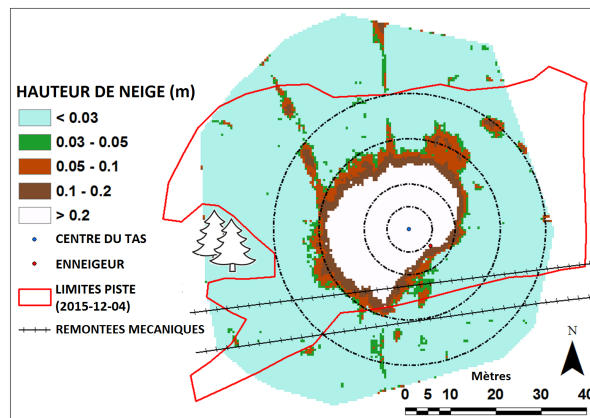 HAUTEUR DE NEIGE (m)
< 0.03
0.03 - 0.05
0.05 - 0.1
0.1 - 0.2
> 0.2
CENTRE DU TAS
ENNEIGEUR
LIMITES PISTE
(2015-12-04)
REMONTEES MECANIQUES
N
Mètres
0 5 10 20 30 40